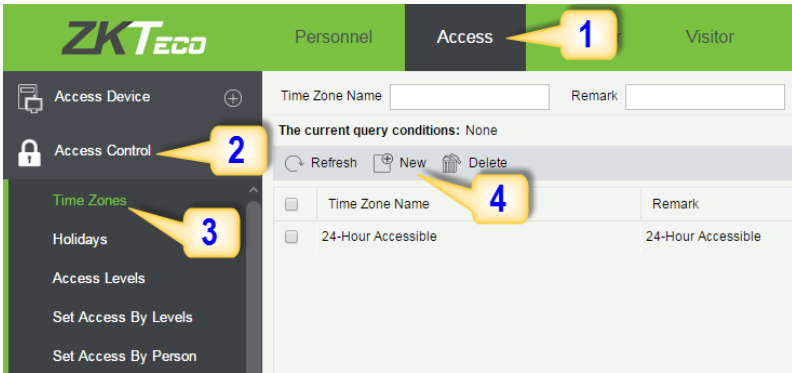 ZKTECO
Personnel
Access
1
r
Visitor
Access Device
Time Zone Name
Remark
The current query conditions: None
Access Control
2
Refresh
New
Delete
Time Zones
3
4
Time Zone Name
Remark
Holidays
24-Hour Accessible
24-Hour Accessible
Access Levels
Set Access By Levels
Set Access By Person